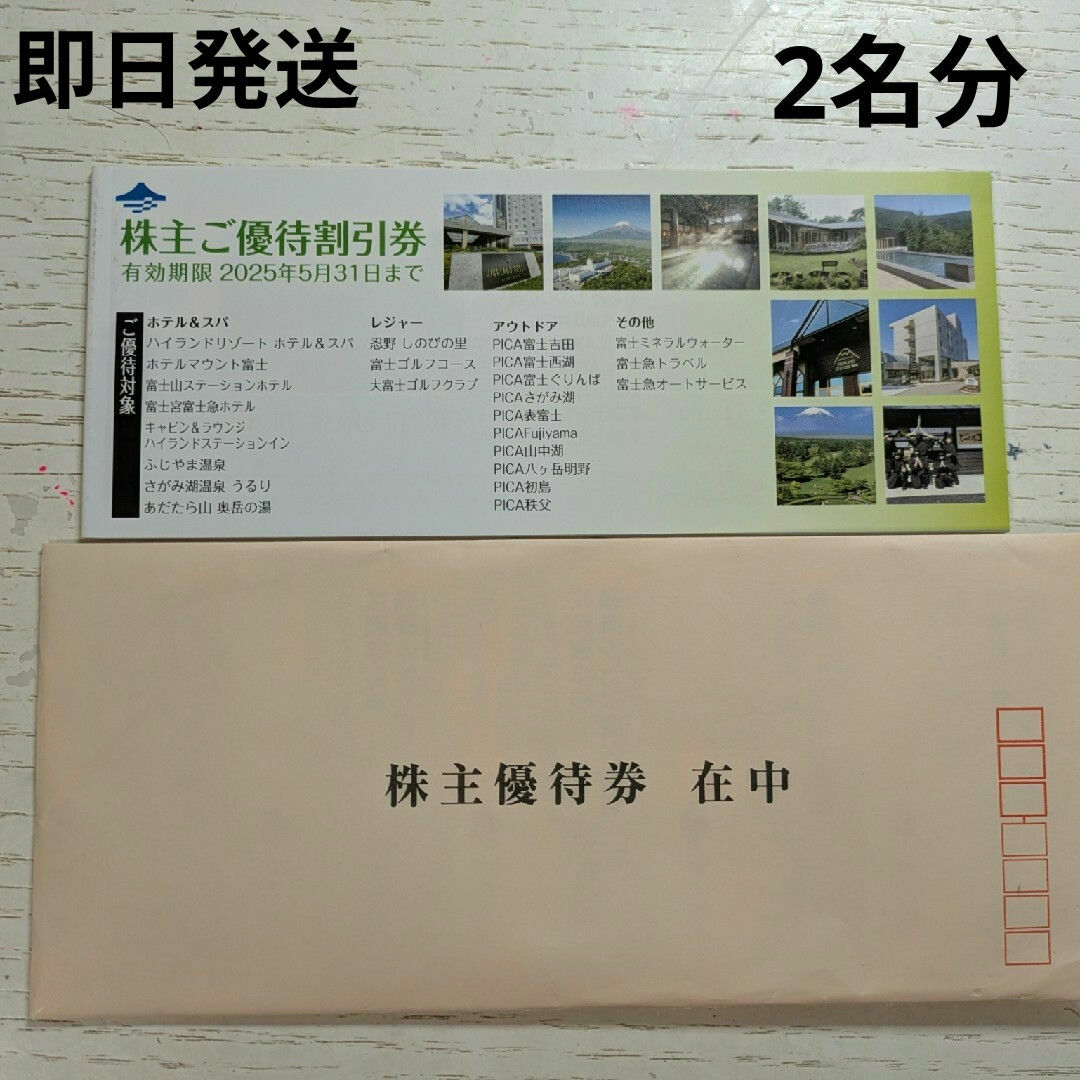 即日発送
2名分
株主ご優待割引券
有効期限 2025年5月31日まで
ご優待対象
ホテル&スパ
ハイランドリゾート ホテル&スパ
ホテルマウント富士
富士山ステーションホテル
富士宮富士急ホテル
キャビン&ラウンジ
ハイランドステーションイン
ふじやま温泉
さがみ湖温泉 うるり
あだたら山 奥岳の湯
レジャー
忍野 しのびの里
富士ゴルフコース
大富士ゴルフクラブ
アウトドア
PICA富士吉田
PICA富士西湖
PICA富士ぐりんぱ
PICAさがみ湖
PICA表富士
PICAFujiyama
PICA山中湖
PICA八ヶ岳明野
PICA初島
PICA秩父
その他
富士ミネラルウォーター
富士急トラベル
富士急オートサービス
株主優待券 在中